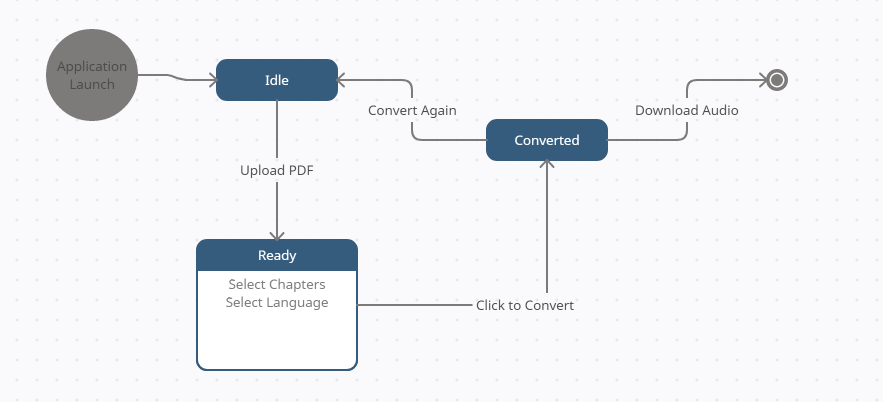 Application
Launch
Idle
Convert Again
Download Audio
Converted
Upload PDF
Ready
Select Chapters
Select Language
Click to Convert